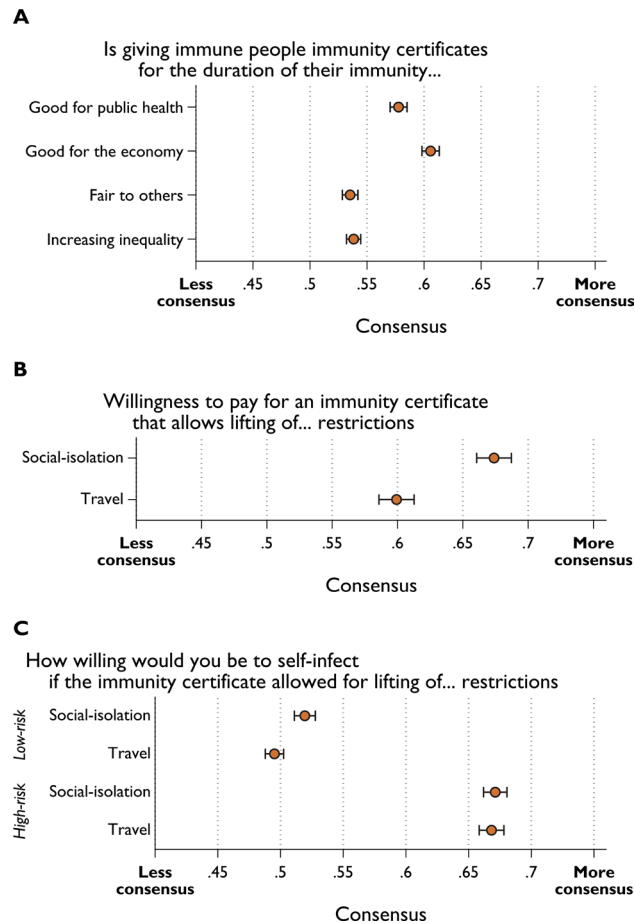 A
Is giving immune people immunity certificates
for the duration of their immunity...
Good for public health
Good for the economy
Fair to others
Increasing inequality
Less consensus .45 .5 .55 .6 .65 .7 More consensus
Consensus
B
Willingness to pay for an immunity certificate
that allows lifting of... restrictions
Social-isolation
Travel
Less consensus .45 .5 .55 .6 .65 .7 More consensus
Consensus
C
How willing would you be to self-infect
if the immunity certificate allowed for lifting of... restrictions
Low-risk
Social-isolation
Travel
High-risk
Social-isolation
Travel
Less consensus .45 .5 .55 .6 .65 .7 More consensus
Consensus